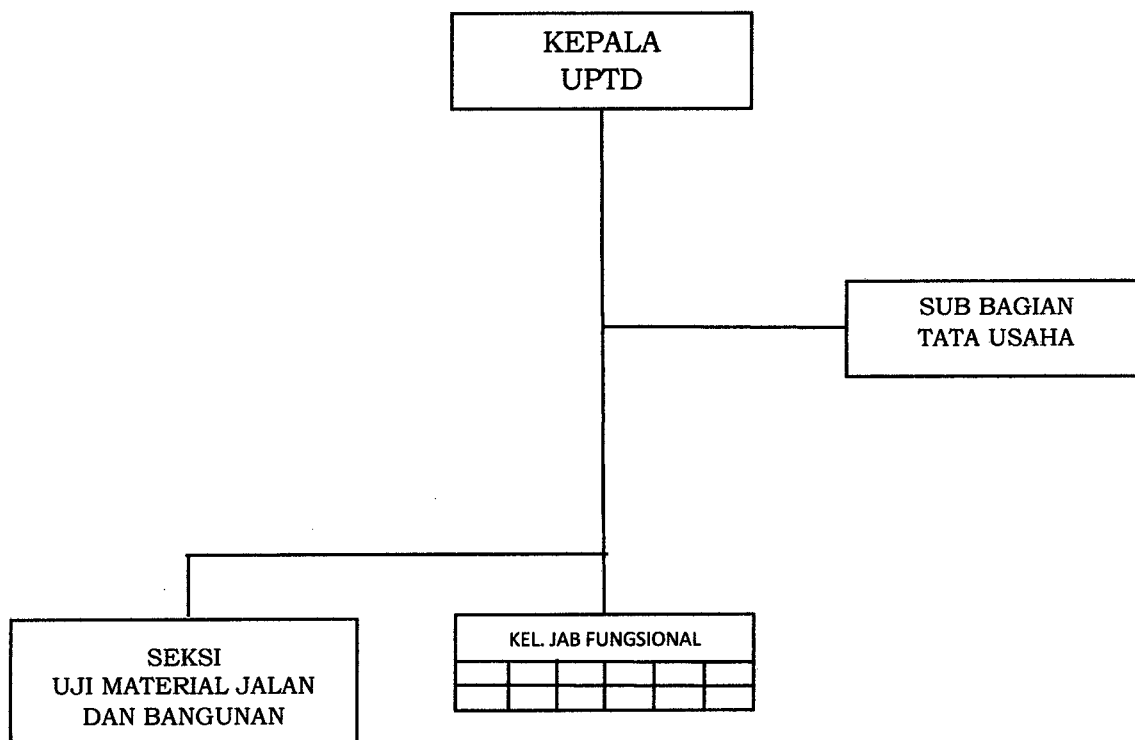 KEPALA
UPTD
SUB BAGIAN
TATA USAHA
SEKSI
UJI MATERIAL JALAN
DAN BANGUNAN
KEL. JAB FUNGSIONAL